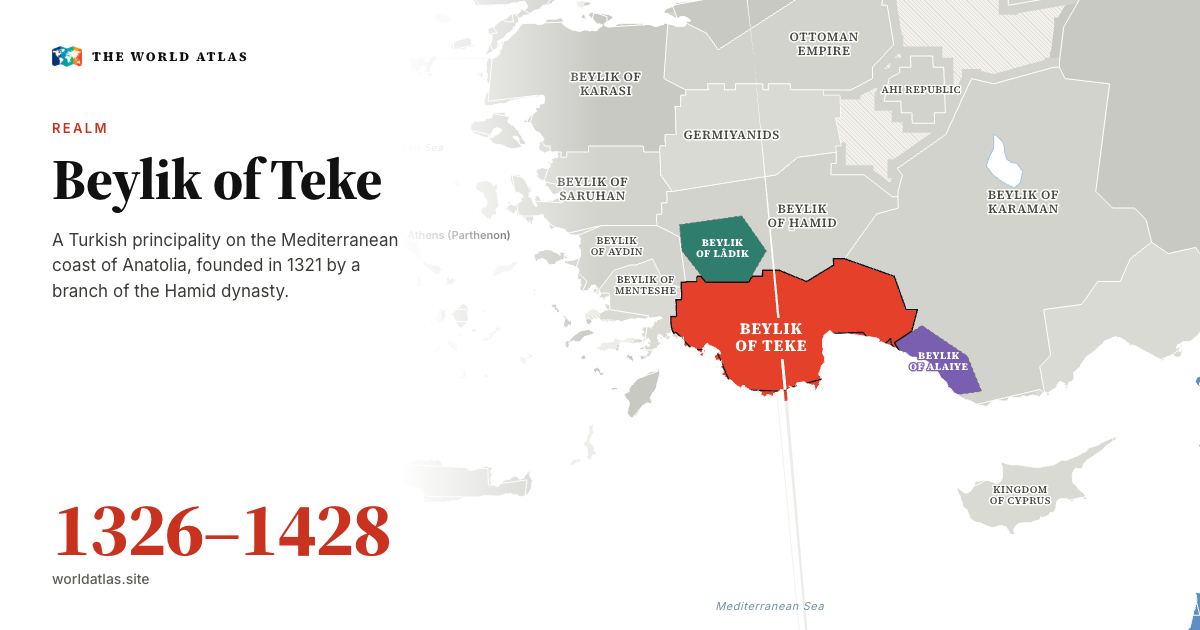 THE WORLD ATLAS
REALM
Beylik of Teke
A Turkish principality on the Mediterranean
coast of Anatolia, founded in 1321 by a
branch of the Hamid dynasty.
1326–1428
worldatlas.site
OTTOMAN
EMPIRE
BEYLIK OF
KARASI
AHI REPUBLIC
GERMIYANIDS
Sea
BEYLIK OF
SARUHAN
BEYLIK OF
KARAMAN
BEYLIK
OF HAMID
Athens (Parthenon)
BEYLIK
OF AYDIN
BEYLIK
OF LÂDIK
BEYLIK OF
MENTESHE
BEYLIK
OF TEKE
BEYLIK
OF ALAIYE
KINGDOM
OF CYPRUS
Mediterranean Sea